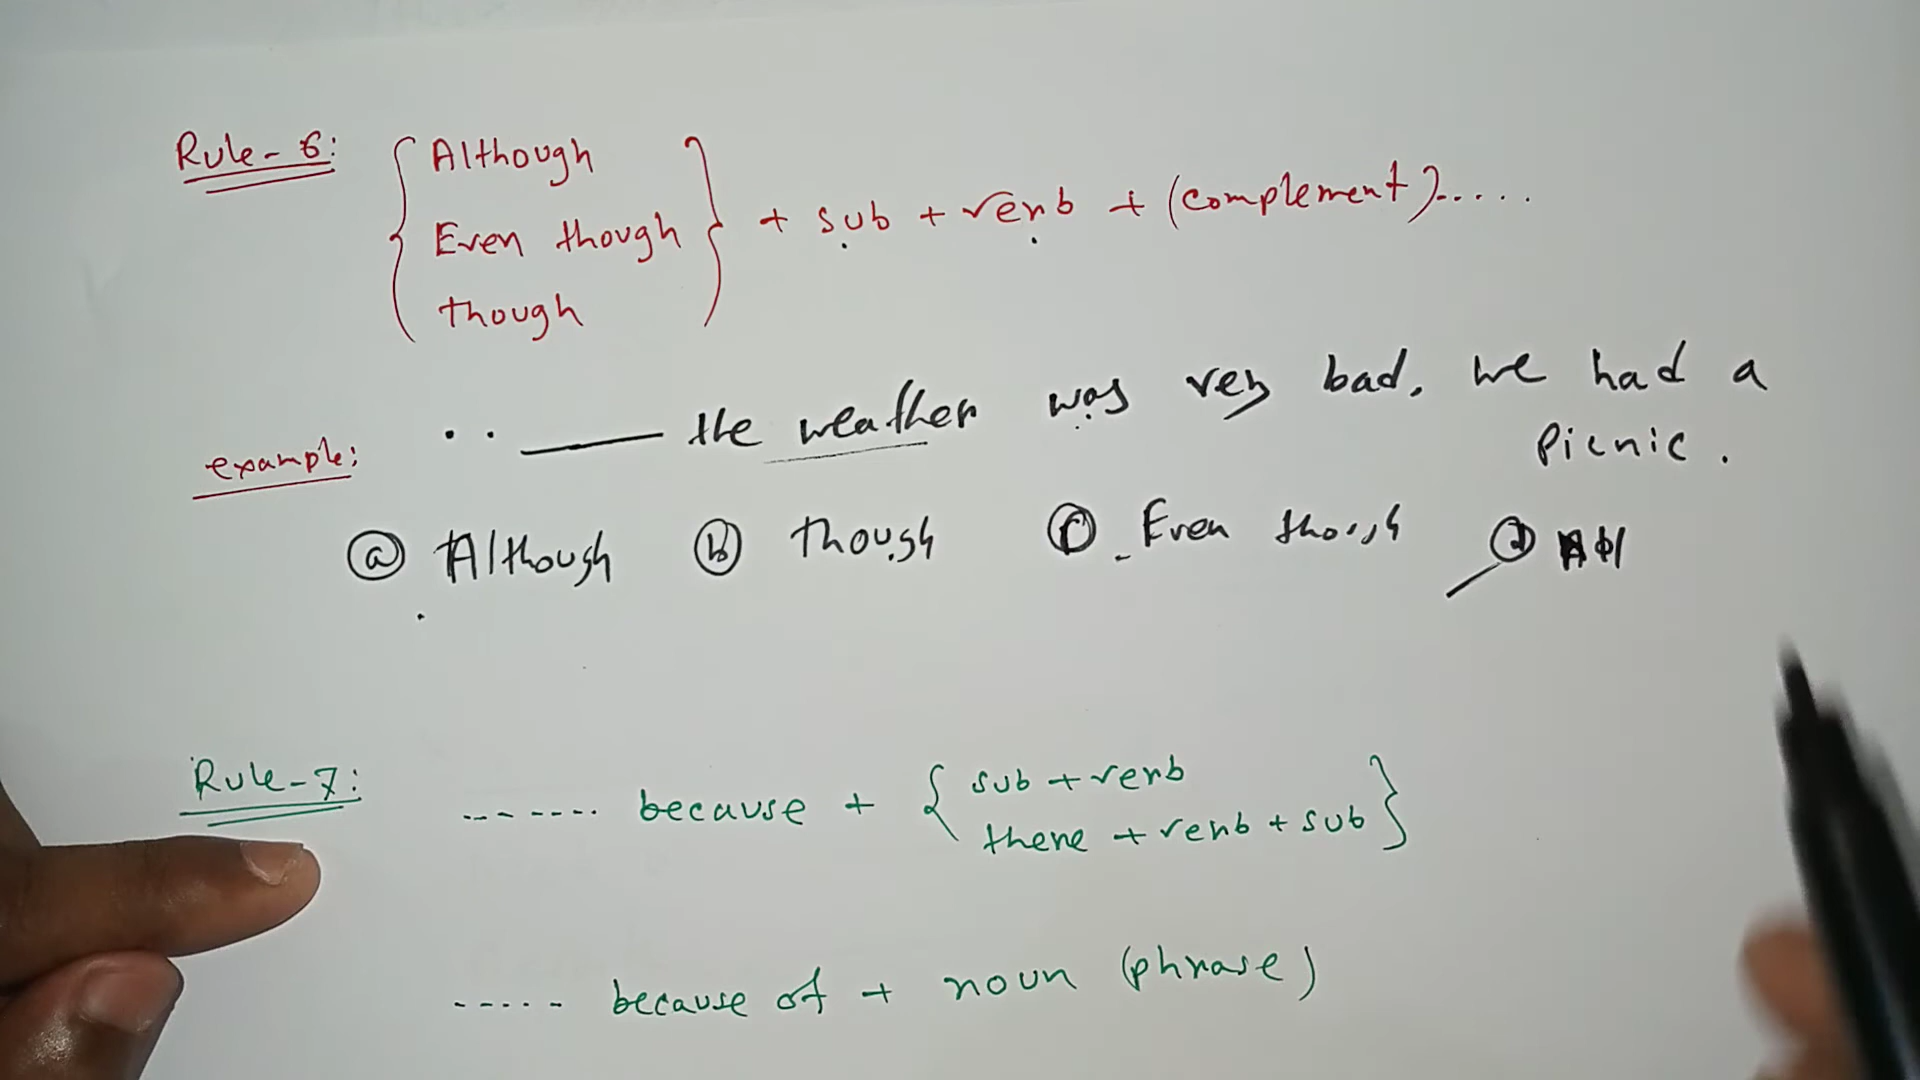 Rule-6: { Although
Even though
though } + sub + verb + (complement).....
example: .. ____ the weather was very bad, we had a
Picnic.
ⓐ Although ⓑ though ⓒ Even though ⓓ All
Rule-7: ------- because + { sub + verb
there + verb + sub }
----- because of + noun (phrase)